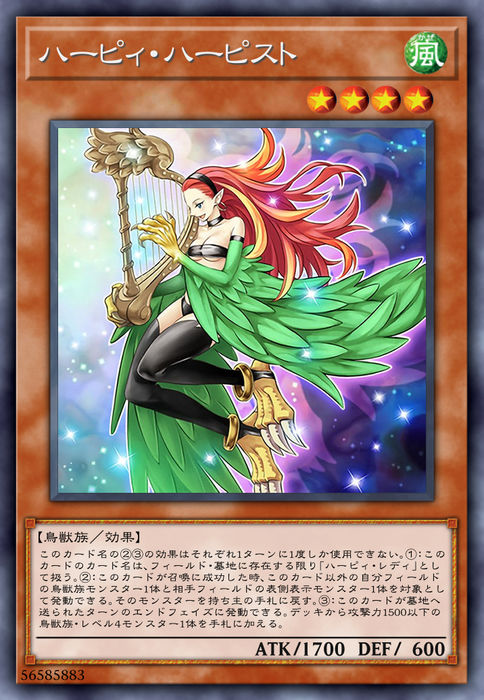 ハーピィ・ハーピスト
かぜ
風
【鳥獣族／効果】
このカード名の②③の効果はそれぞれ1ターンに1度しか使用できない。①：こ
のカードのカード名は、フィールド・墓地に存在する限り「ハーピィ・レディ」とし
て扱う。②：このカードが召喚に成功した時、このカード以外の自分フィールド
の鳥獣族モンスター1体と相手フィールドの表側表示モンスター1体を対象とし
て発動できる。そのモンスターを持ち主の手札に戻す。③：このカードが墓地へ
送られたターンのエンドフェイズに発動できる。デッキから攻撃力1500以下の
鳥獣族・レベル4モンスター1体を手札に加える。
ATK/1700 DEF/ 600
56585883